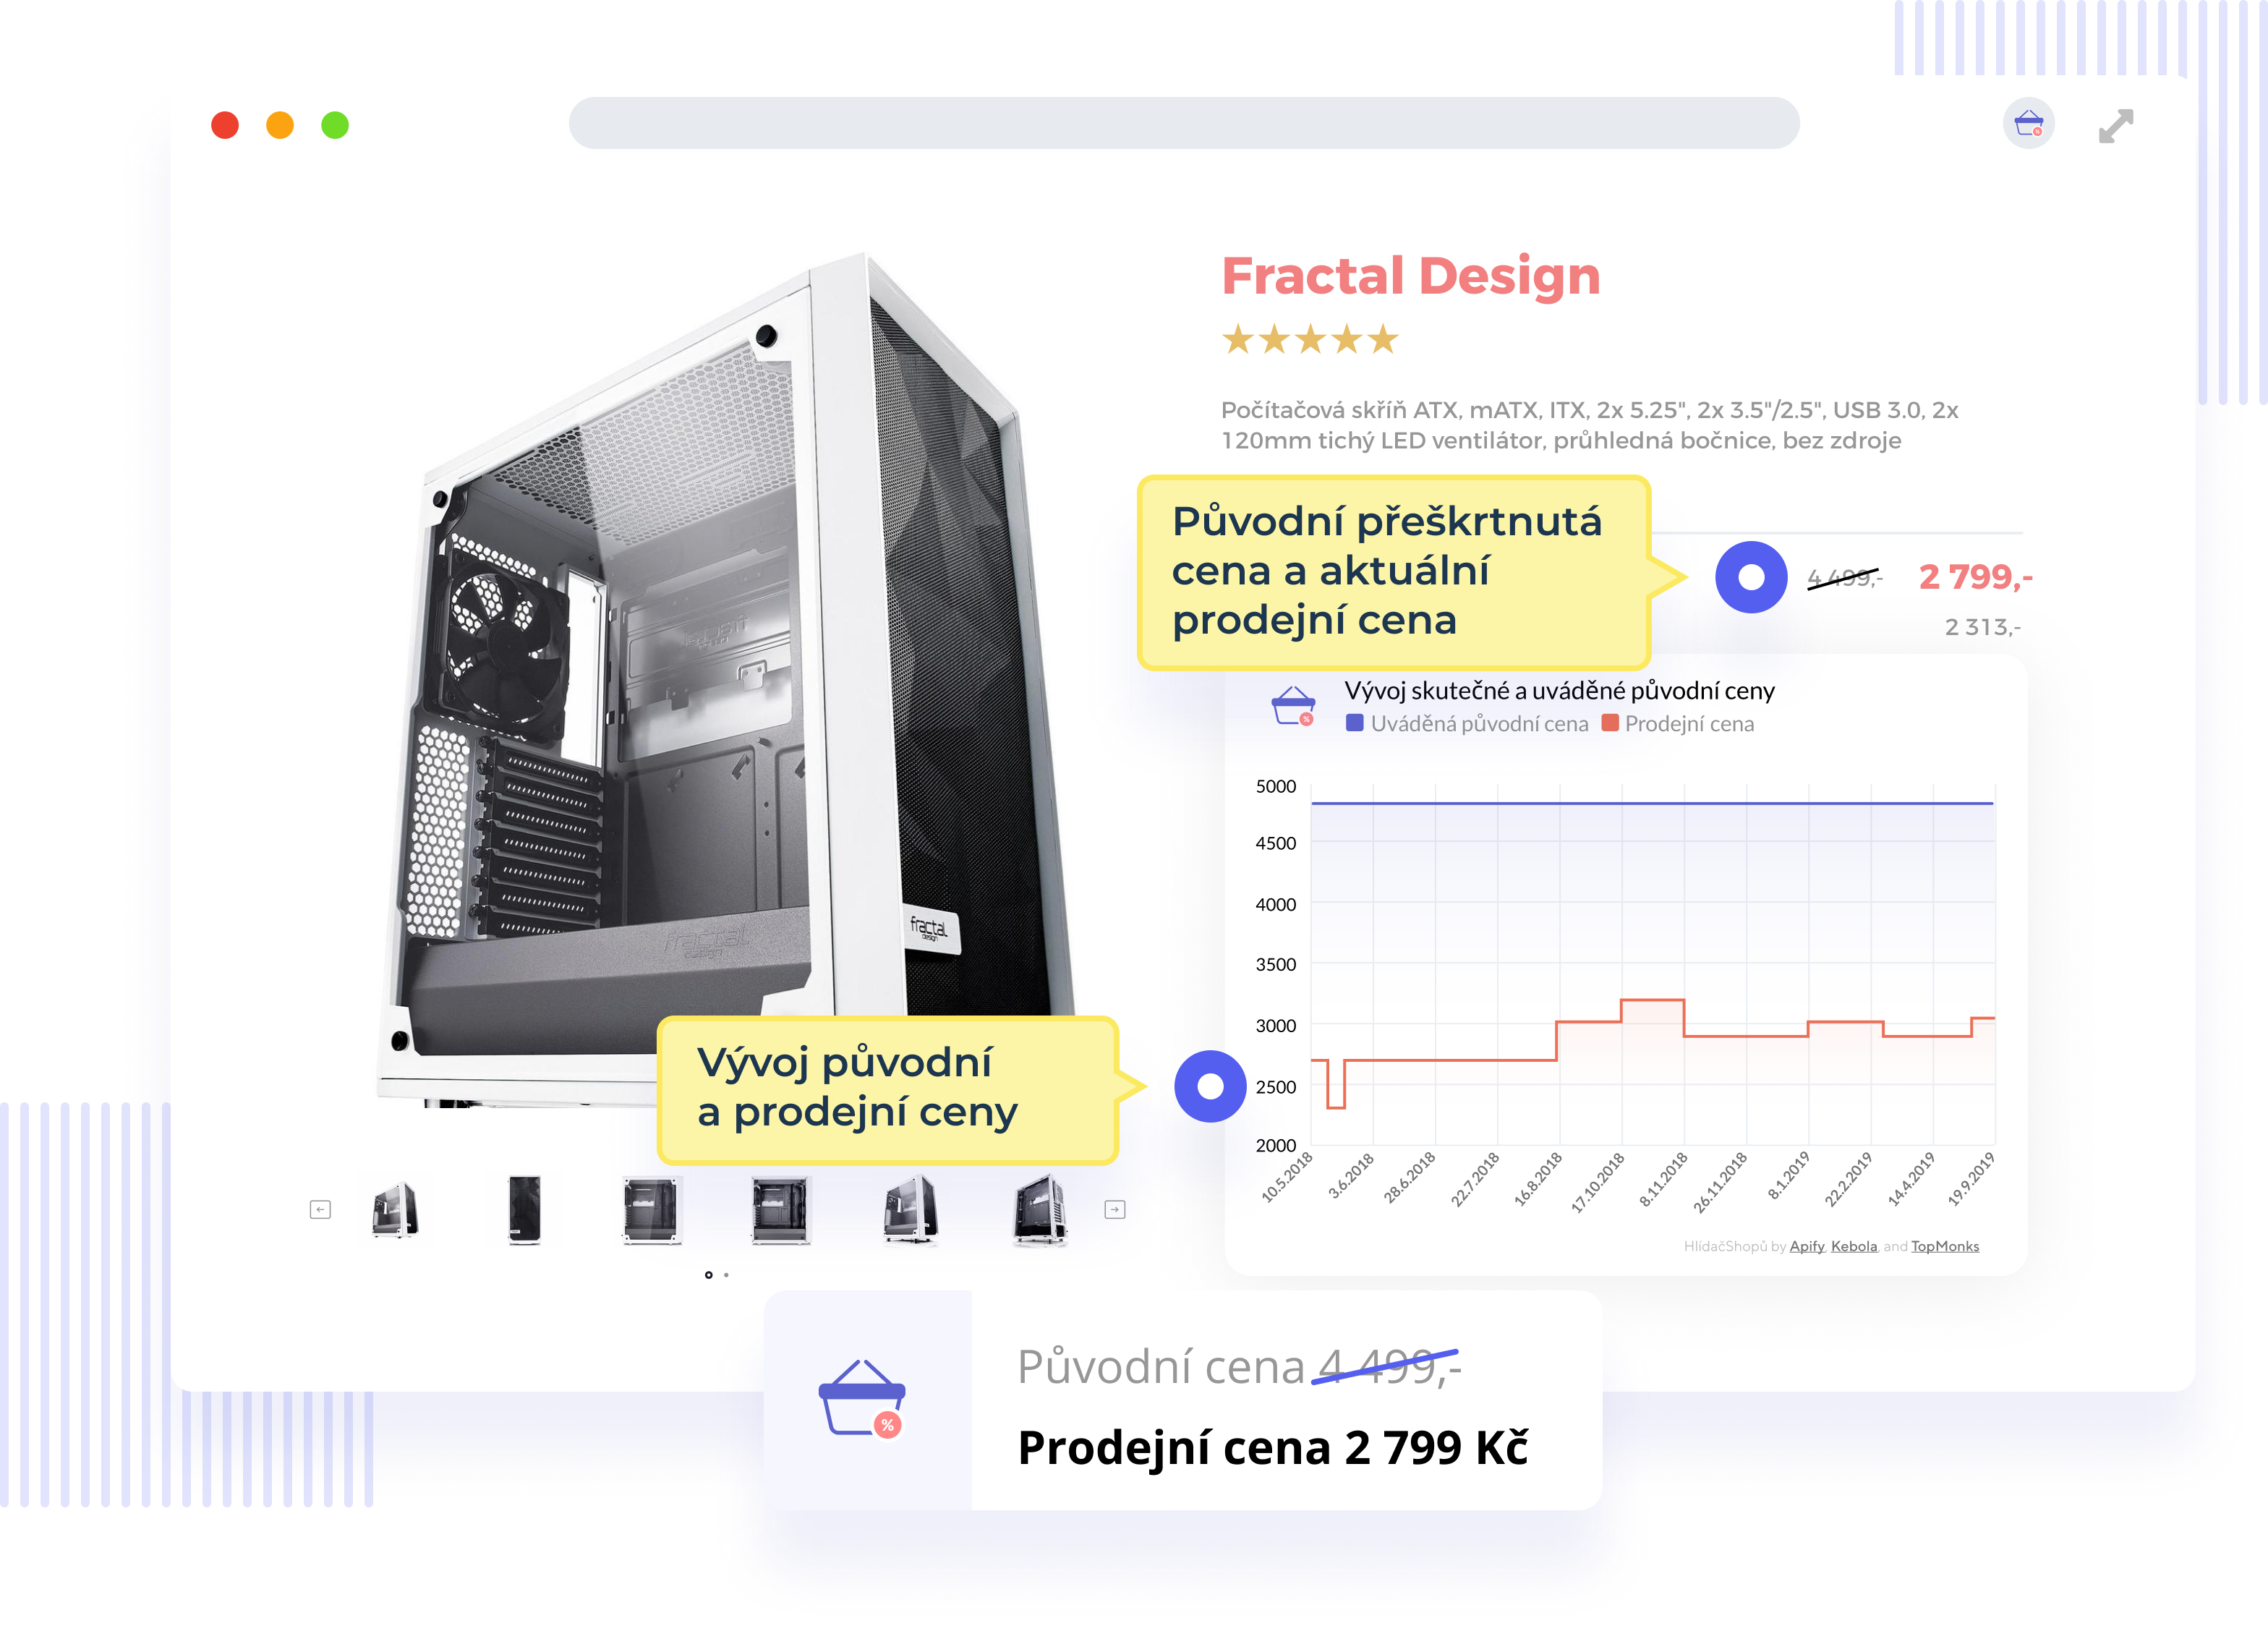 Fractal Design
Počítačová skříň ATX, mATX, ITX, 2x 5.25", 2x 3.5"/2.5", USB 3.0, 2x
120mm tichý LED ventilátor, průhledná bočnice, bez zdroje
Původní přeškrtnutá
cena a aktuální
prodejní cena
4 499,- 2 799,-
2 313,-
Vývoj skutečné a uváděné původní ceny
Uváděná původní cena Prodejní cena
5000
4500
4000
3500
3000
2500
2000
10.5.2018 3.6.2018 28.6.2018 22.7.2018 16.8.2018 17.10.2018 8.11.2018 26.11.2018 8.1.2019 22.2.2019 14.4.2019 19.9.2019
HlídačShopů by Apify, Kebola, and TopMonks
fractal
design
fractal
design
Vývoj původní
a prodejní ceny
%
Původní cena 4 499,-
Prodejní cena 2 799 Kč